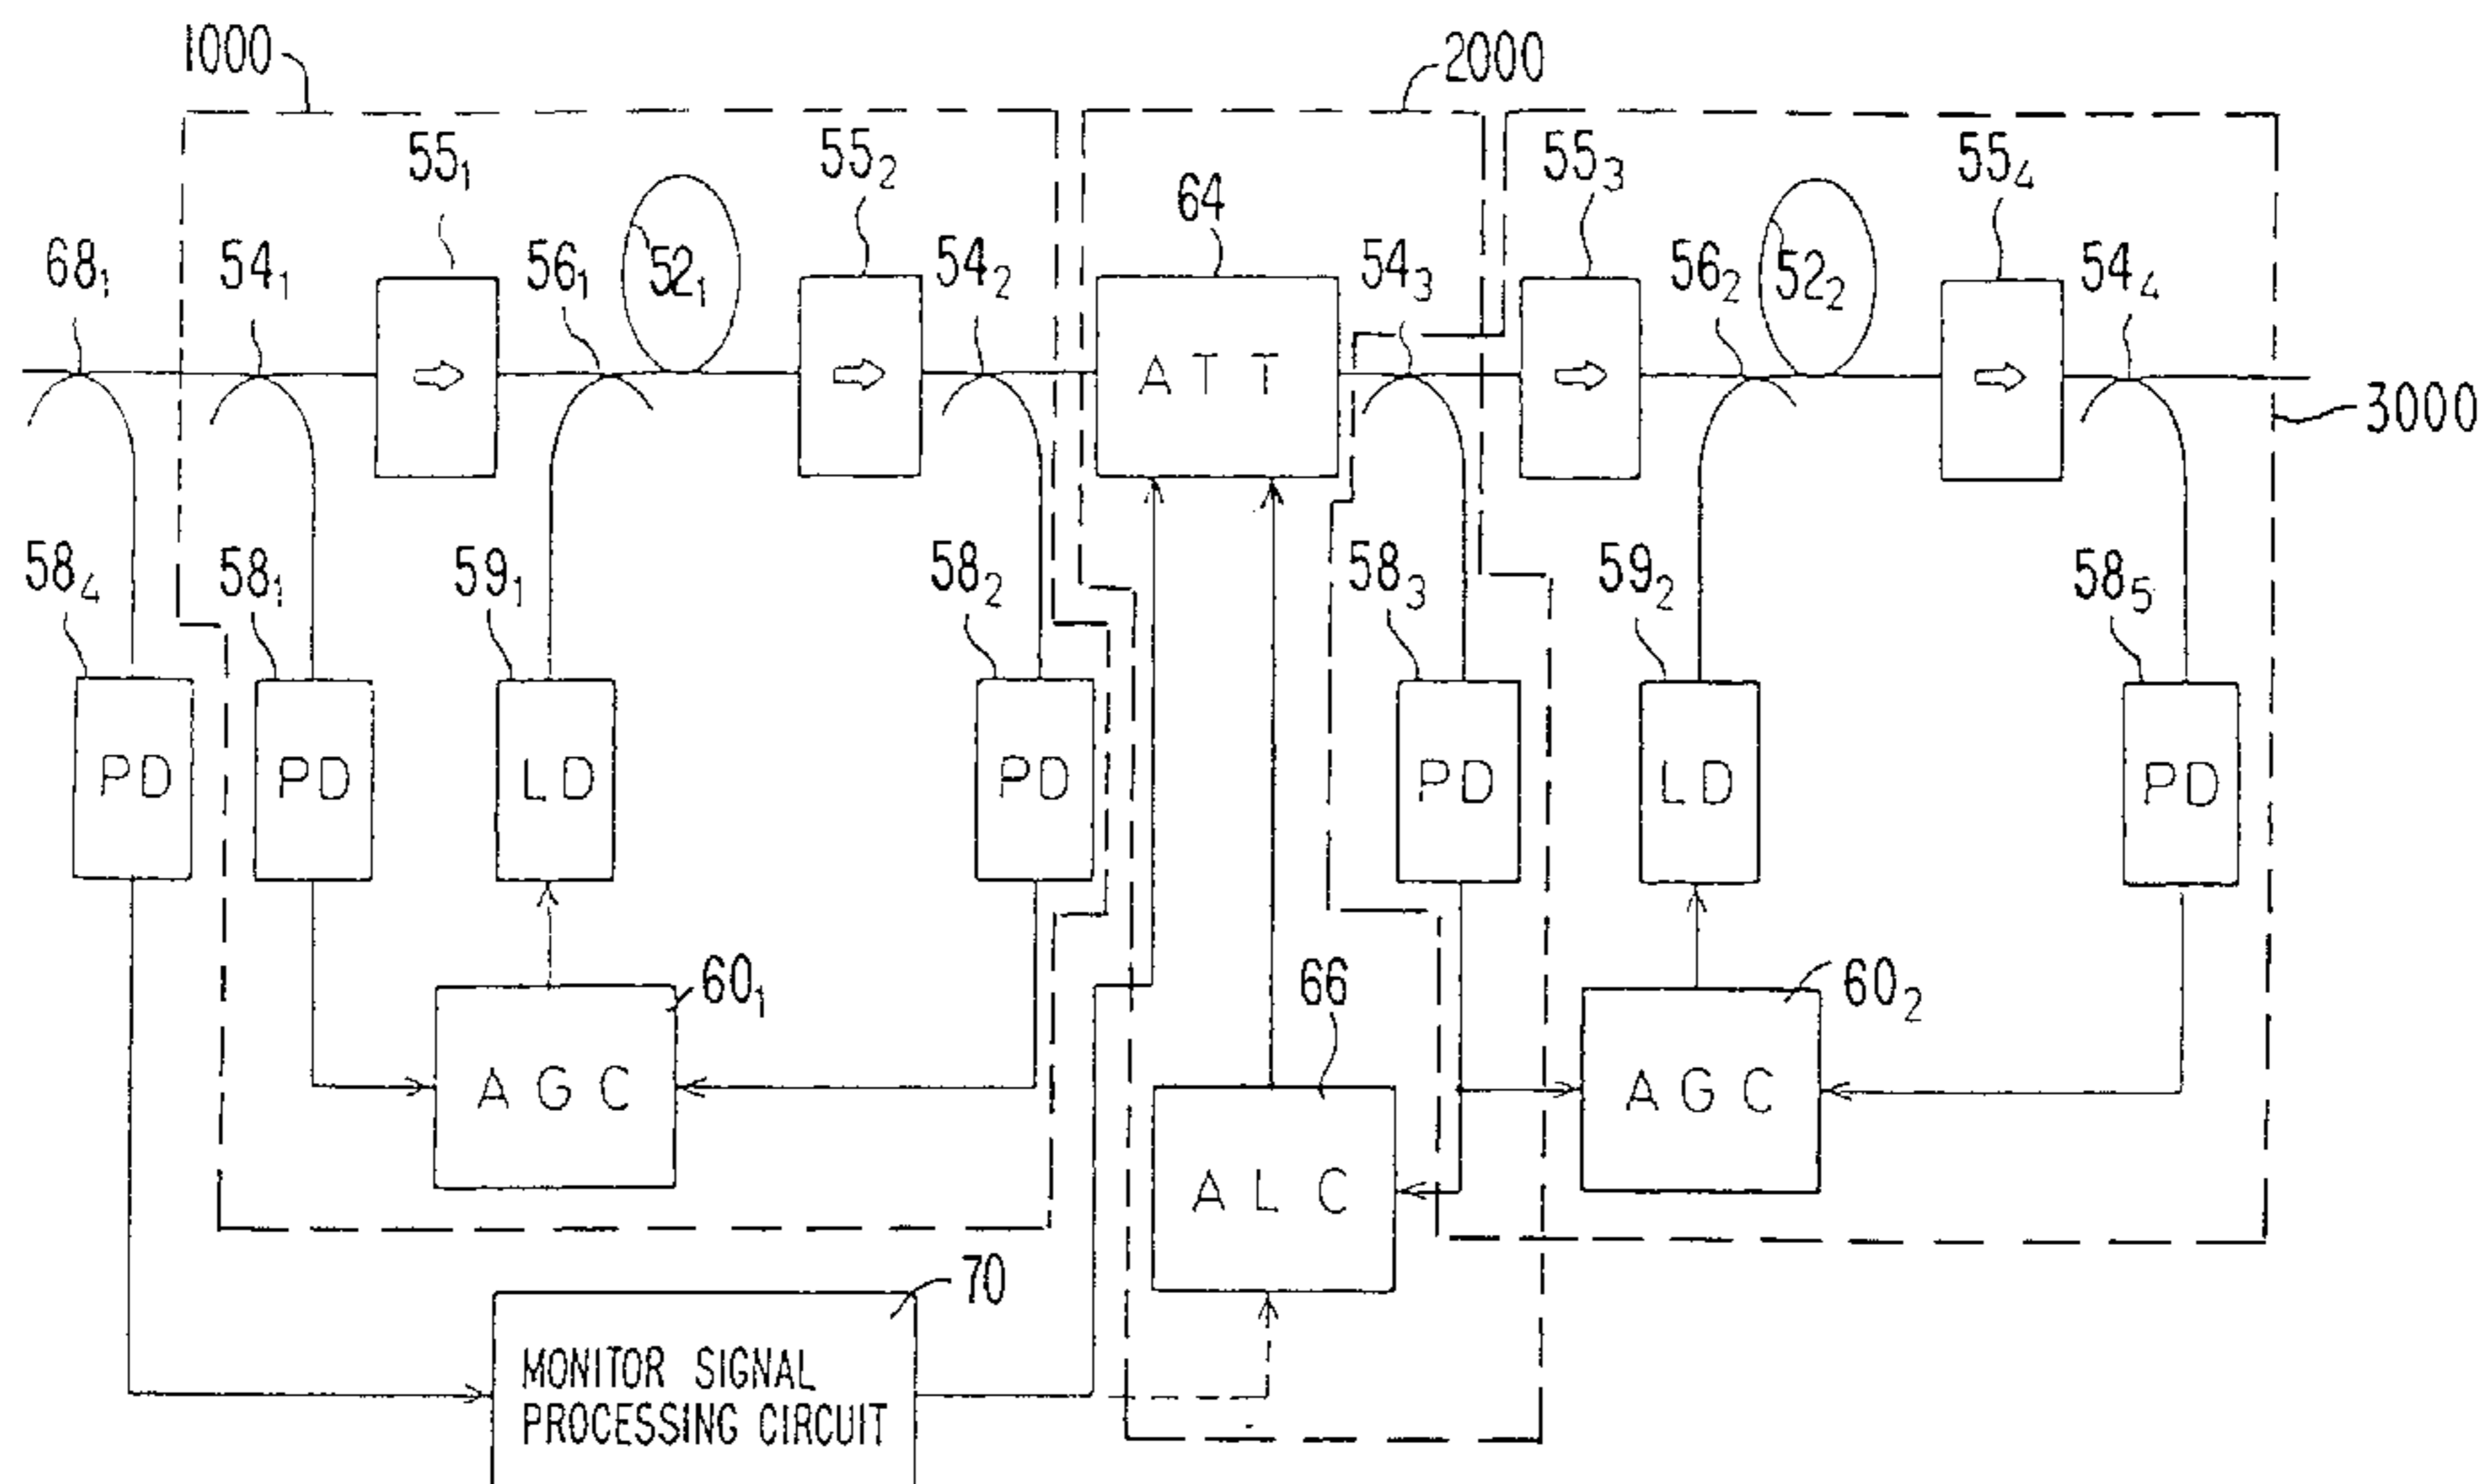 1000
2000
55₁
55₂
55₃
55₄
64
68₁
54₁
56₁
52₁
54₂
54₃
56₂
52₂
54₄
⇨
⇨
ATT
⇨
⇨
3000
58₄
58₁
59₁
58₂
58₃
59₂
58₅
PD
PD
LD
PD
PD
LD
PD
60₁
66
60₂
AGC
AGC
ALC
70
MONITOR SIGNAL
PROCESSING CIRCUIT